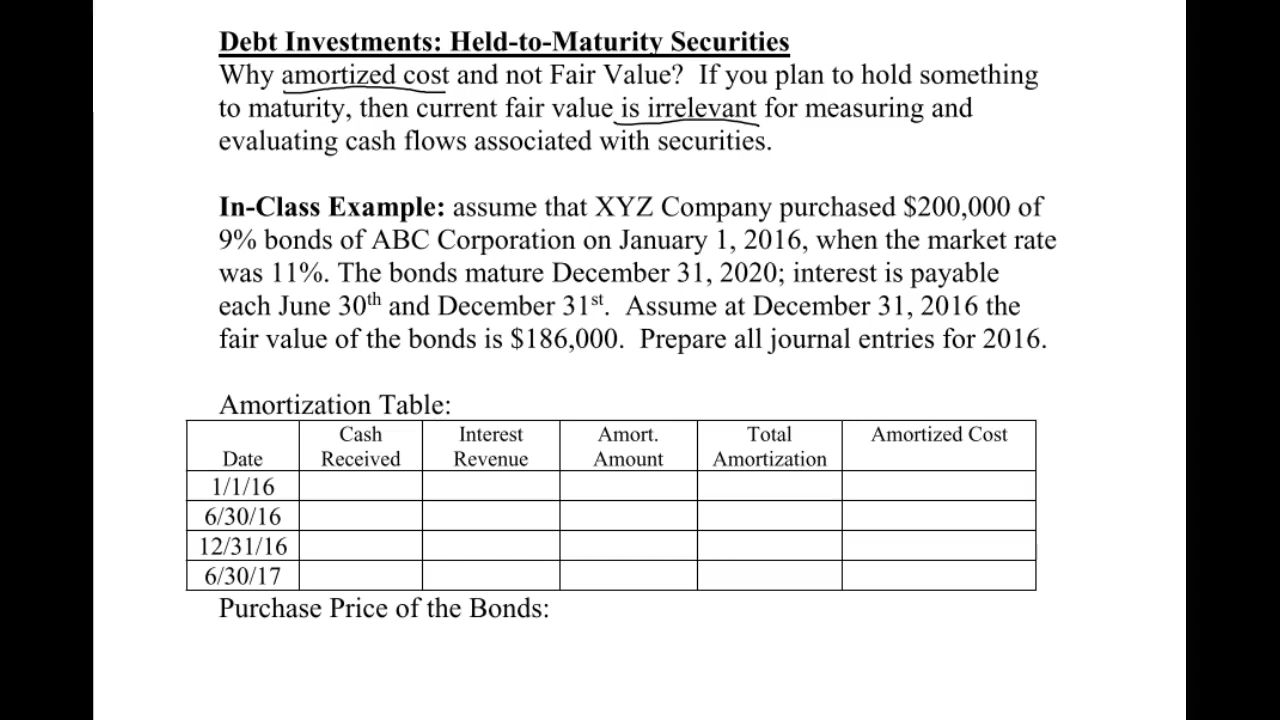 Debt Investments: Held-to-Maturity Securities
Why amortized cost and not Fair Value? If you plan to hold something
to maturity, then current fair value is irrelevant for measuring and
evaluating cash flows associated with securities.
In-Class Example: assume that XYZ Company purchased $200,000 of
9% bonds of ABC Corporation on January 1, 2016, when the market rate
was 11%. The bonds mature December 31, 2020; interest is payable
each June 30th and December 31st. Assume at December 31, 2016 the
fair value of the bonds is $186,000. Prepare all journal entries for 2016.
Amortization Table:
Date Cash Received Interest Revenue Amort. Amount Total Amortization Amortized Cost
1/1/16
6/30/16
12/31/16
6/30/17
Purchase Price of the Bonds: